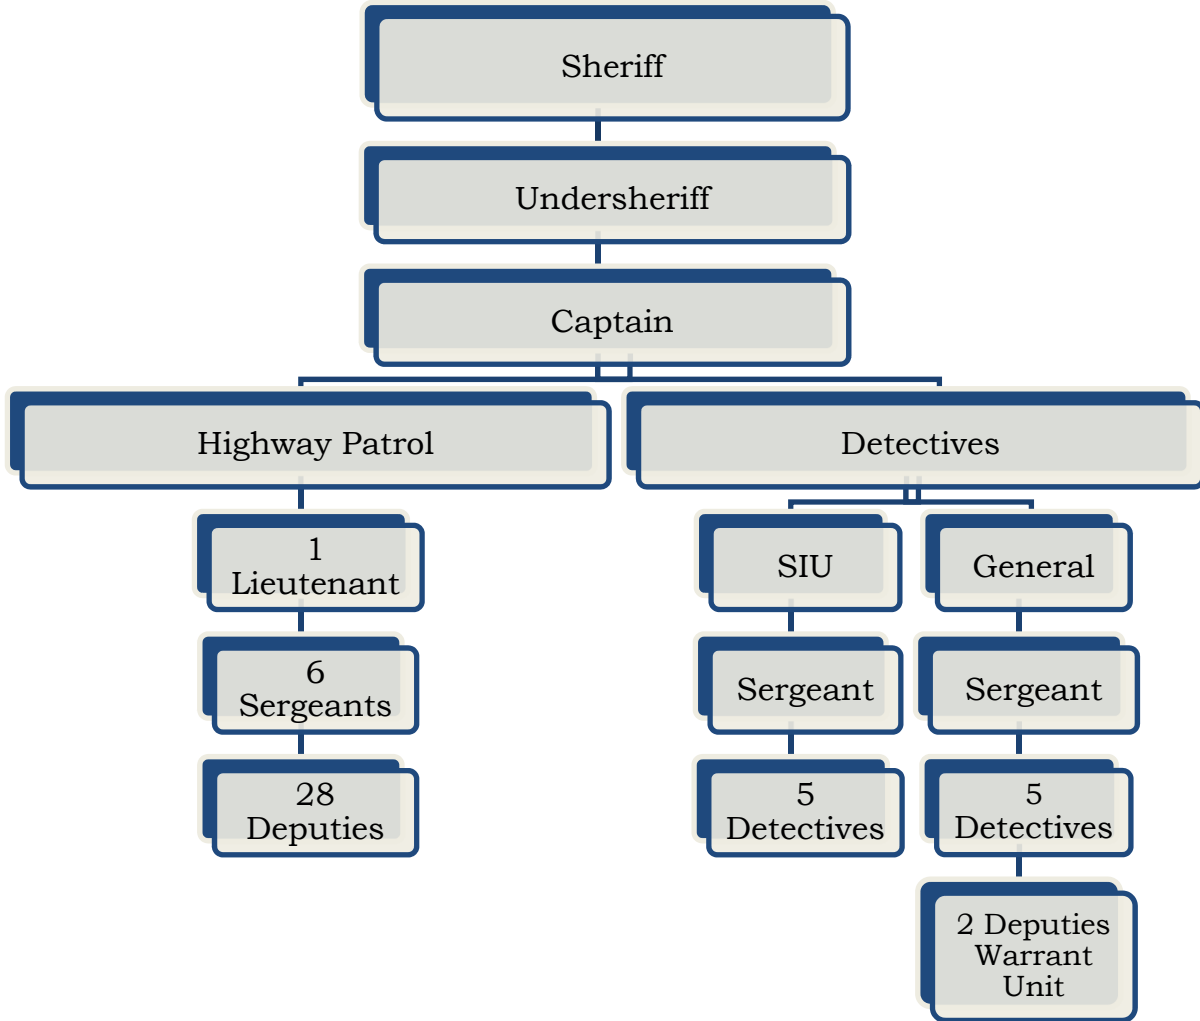 Sheriff
Undersheriff
Captain
Highway Patrol
Detectives
1
Lieutenant
6
Sergeants
28
Deputies
SIU
Sergeant
5
Detectives
General
Sergeant
5
Detectives
2 Deputies
Warrant
Unit